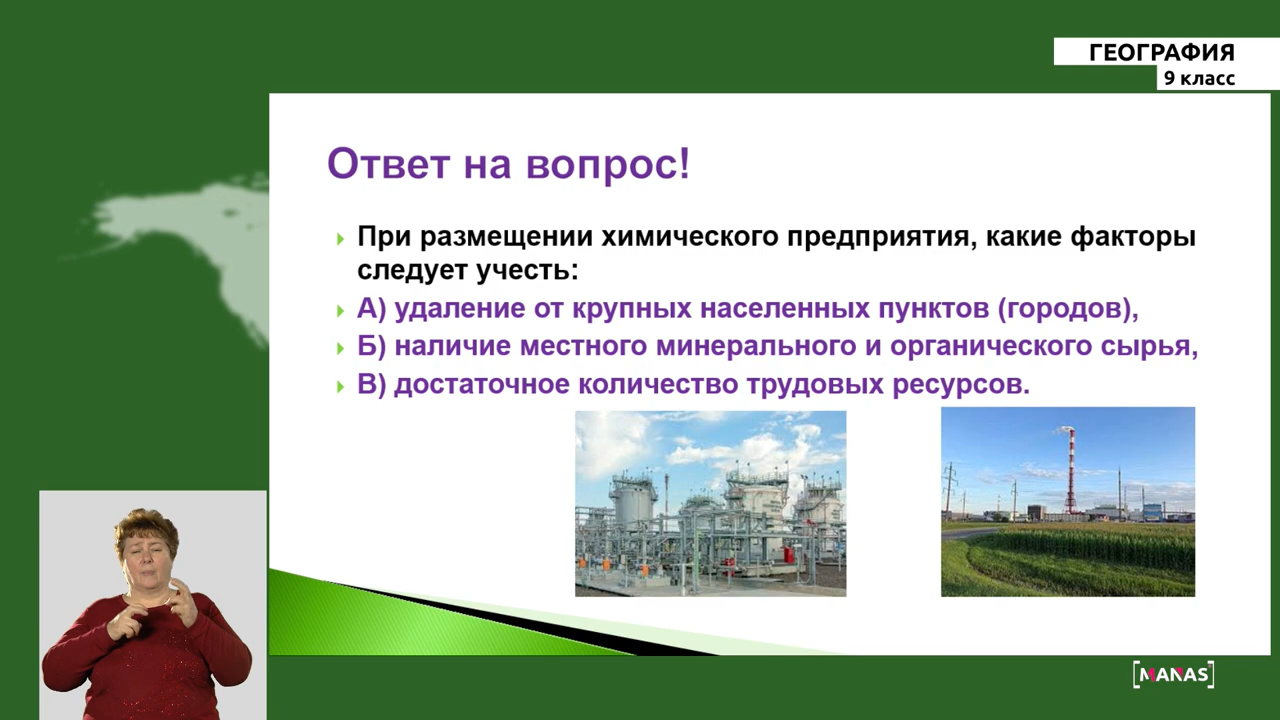 ГЕОГРАФИЯ
9 класс
Ответ на вопрос!
При размещении химического предприятия, какие факторы
следует учесть:
А) удаление от крупных населенных пунктов (городов),
Б) наличие местного минерального и органического сырья,
В) достаточное количество трудовых ресурсов.
[MANAS]